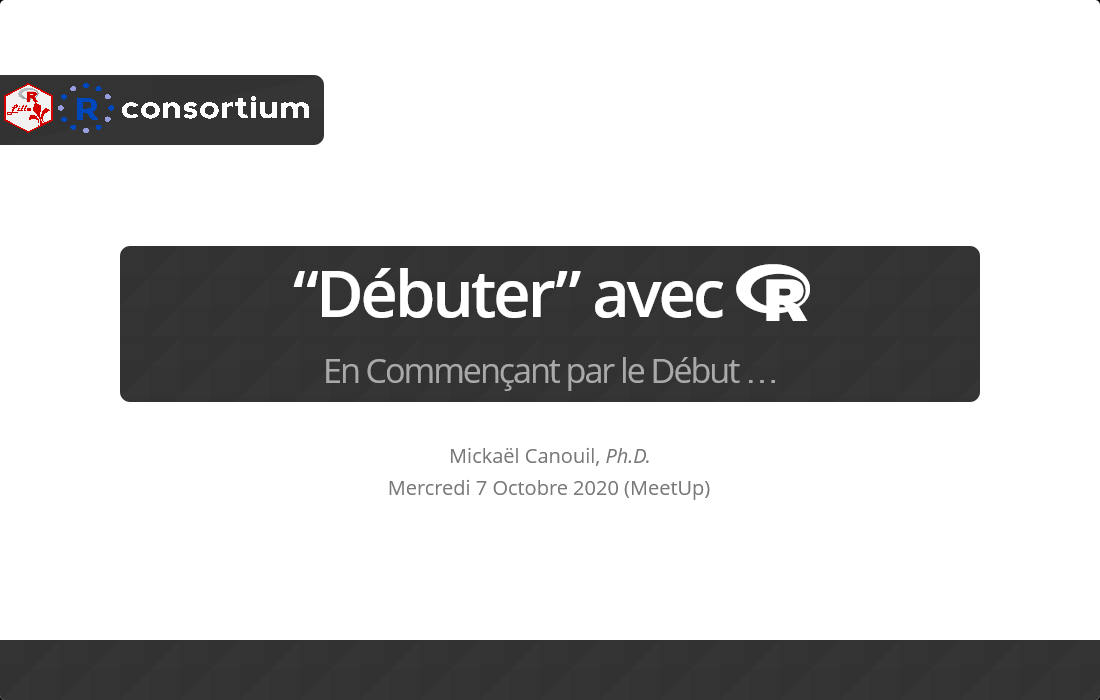 R
Lille
R consortium
“Débuter” avec R
En Commençant par le Début …
Mickaël Canouil, Ph.D.
Mercredi 7 Octobre 2020 (MeetUp)